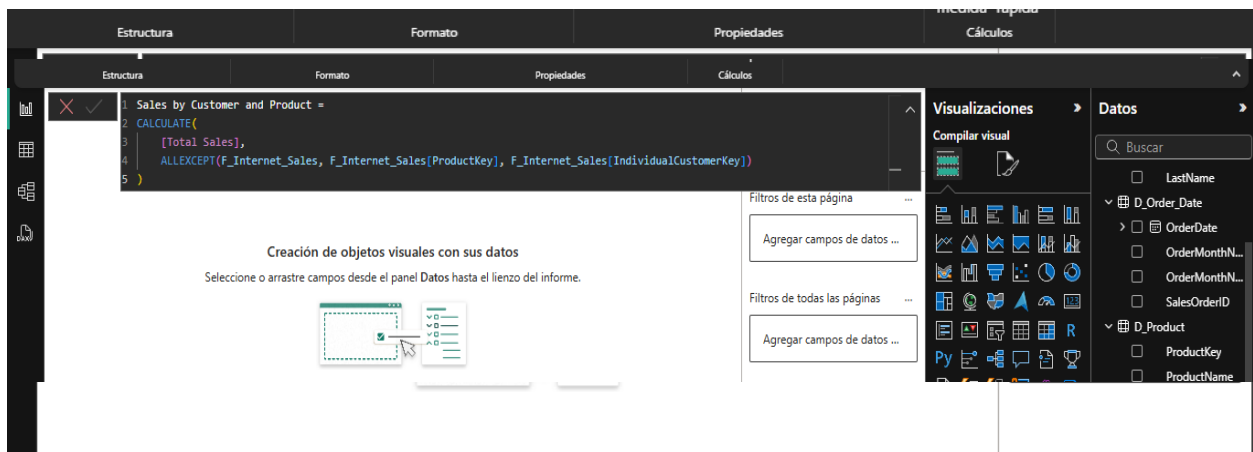 medida rápida
Estructura Formato Propiedades Cálculos
Estructura Formato Propiedades Cálculos
1 Sales by Customer and Product =
2 CALCULATE(
3 [Total Sales],
4 ALLEXCEPT(F_Internet_Sales, F_Internet_Sales[ProductKey], F_Internet_Sales[IndividualCustomerKey])
5 )
Creación de objetos visuales con sus datos
Seleccione o arrastre campos desde el panel Datos hasta el lienzo del informe.
Filtros de esta página ...
Agregar campos de datos ...
Filtros de todas las páginas ...
Agregar campos de datos ...
Visualizaciones
Compilar visual
123
R
Py
Datos
Buscar
LastName
D_Order_Date
OrderDate
OrderMonthN...
OrderMonthN...
SalesOrderID
D_Product
ProductKey
ProductName